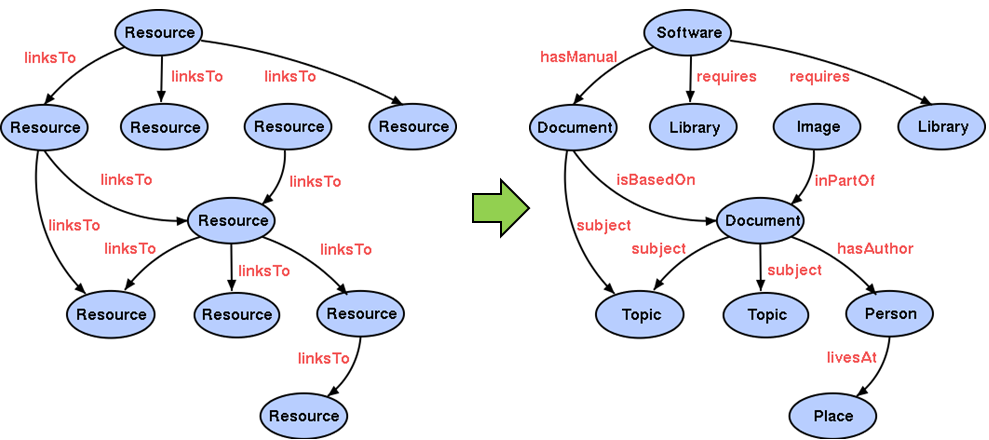 Resource
linksTo
linksTo
linksTo
Resource
Resource
Resource
Resource
linksTo
linksTo
Resource
linksTo
linksTo
linksTo
linksTo
Resource
Resource
Resource
linksTo
Resource
Software
hasManual
requires
requires
Document
Library
Image
Library
isBasedOn
inPartOf
Document
subject
subject
hasAuthor
subject
Topic
Topic
Person
livesAt
Place